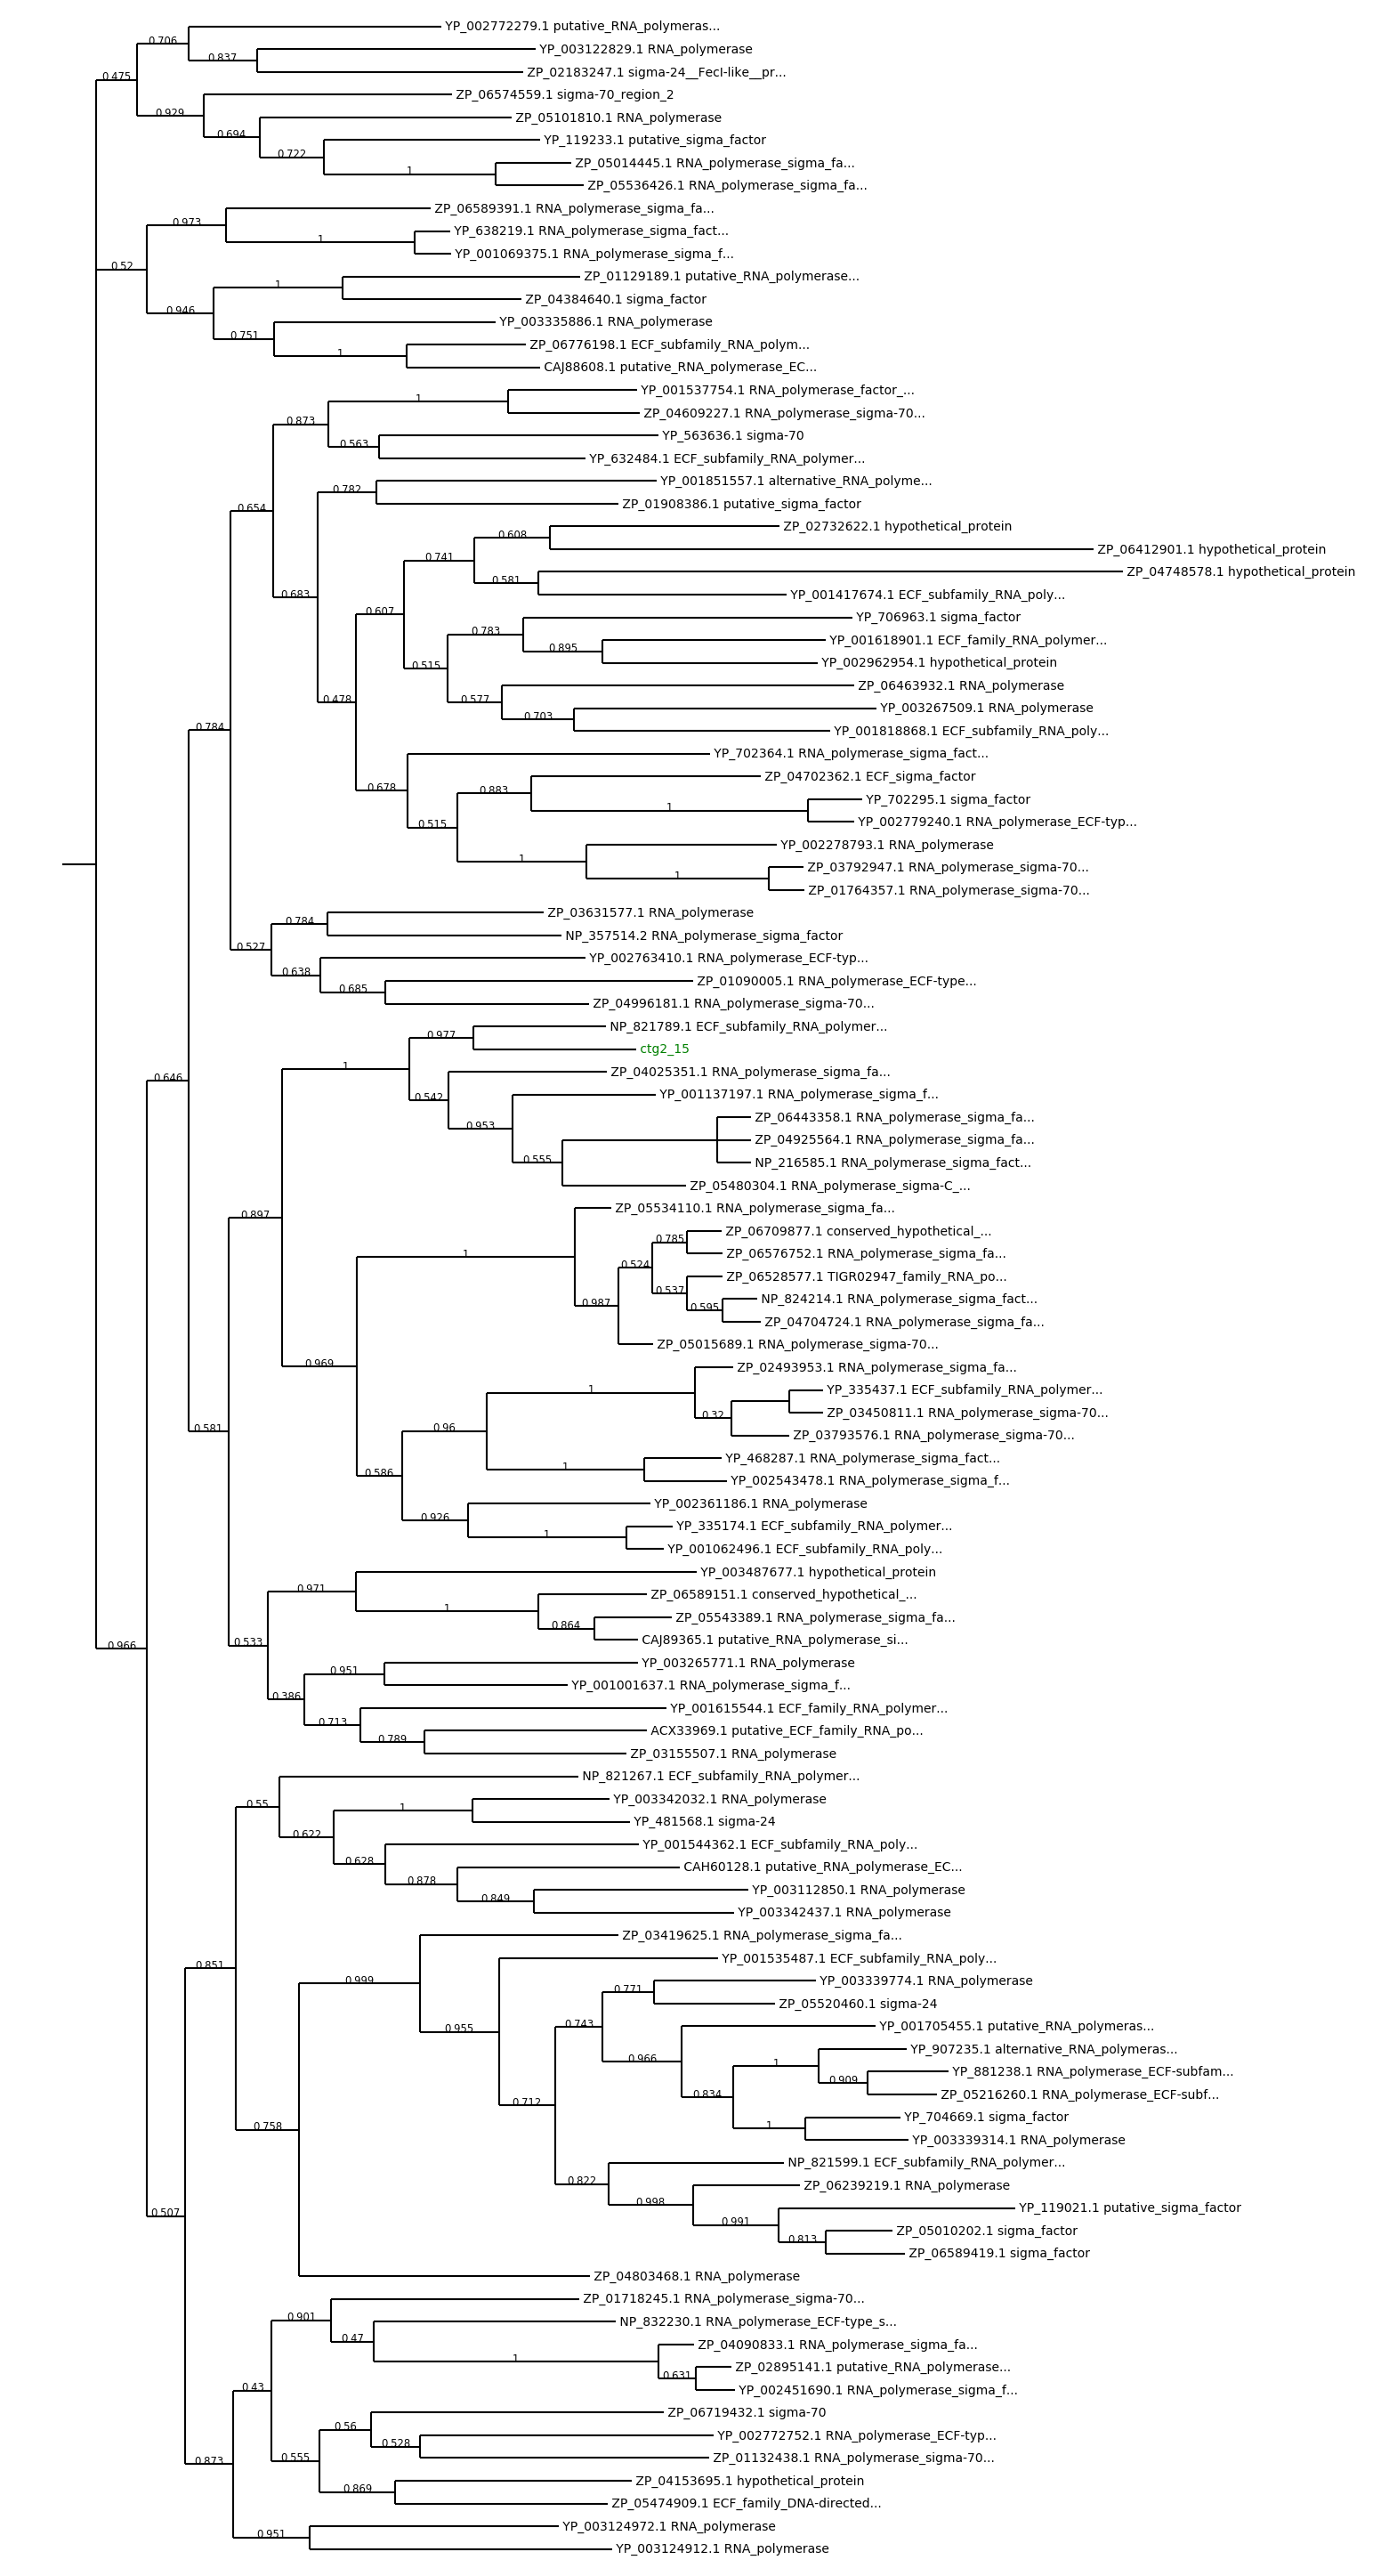 YP_002772279.1 putative_RNA_polymeras...
0.706
YP_003122829.1 RNA_polymerase
0.837
ZP_02183247.1 sigma-24__FecI-like__pr...
0.475
ZP_06574559.1 sigma-70_region_2
0.929
ZP_05101810.1 RNA_polymerase
0.694
YP_119233.1 putative_sigma_factor
0.722
ZP_05014445.1 RNA_polymerase_sigma_fa...
1
ZP_05536426.1 RNA_polymerase_sigma_fa...
ZP_06589391.1 RNA_polymerase_sigma_fa...
0.973
YP_638219.1 RNA_polymerase_sigma_fact...
1
YP_001069375.1 RNA_polymerase_sigma_f...
0.52
ZP_01129189.1 putative_RNA_polymerase...
1
ZP_04384640.1 sigma_factor
0.946
YP_003335886.1 RNA_polymerase
0.751
ZP_06776198.1 ECF_subfamily_RNA_polym...
1
CAJ88608.1 putative_RNA_polymerase_EC...
YP_001537754.1 RNA_polymerase_factor_...
1
ZP_04609227.1 RNA_polymerase_sigma-70...
0.873
YP_563636.1 sigma-70
0.563
YP_632484.1 ECF_subfamily_RNA_polymer...
YP_001851557.1 alternative_RNA_polyme...
0.782
ZP_01908386.1 putative_sigma_factor
0.654
ZP_02732622.1 hypothetical_protein
0.608
ZP_06412901.1 hypothetical_protein
0.741
ZP_04748578.1 hypothetical_protein
0.581
YP_001417674.1 ECF_subfamily_RNA_poly...
0.683
0.607
YP_706963.1 sigma_factor
0.783
YP_001618901.1 ECF_family_RNA_polymer...
0.895
YP_002962954.1 hypothetical_protein
0.515
ZP_06463932.1 RNA_polymerase
0.478
0.577
YP_003267509.1 RNA_polymerase
0.703
YP_001818868.1 ECF_subfamily_RNA_poly...
0.784
YP_702364.1 RNA_polymerase_sigma_fact...
ZP_04702362.1 ECF_sigma_factor
0.678
0.883
YP_702295.1 sigma_factor
1
YP_002779240.1 RNA_polymerase_ECF-typ...
0.515
YP_002278793.1 RNA_polymerase
1
ZP_03792947.1 RNA_polymerase_sigma-70...
1
ZP_01764357.1 RNA_polymerase_sigma-70...
ZP_03631577.1 RNA_polymerase
0.784
NP_357514.2 RNA_polymerase_sigma_factor
0.527
YP_002763410.1 RNA_polymerase_ECF-typ...
0.638
ZP_01090005.1 RNA_polymerase_ECF-type...
0.685
ZP_04996181.1 RNA_polymerase_sigma-70...
NP_821789.1 ECF_subfamily_RNA_polymer...
0.977
ctg2_15
1
ZP_04025351.1 RNA_polymerase_sigma_fa...
0.646
0.542
YP_001137197.1 RNA_polymerase_sigma_f...
ZP_06443358.1 RNA_polymerase_sigma_fa...
0.953
ZP_04925564.1 RNA_polymerase_sigma_fa...
0.555
NP_216585.1 RNA_polymerase_sigma_fact...
ZP_05480304.1 RNA_polymerase_sigma-C_...
ZP_05534110.1 RNA_polymerase_sigma_fa...
0.897
ZP_06709877.1 conserved_hypothetical_...
0.785
ZP_06576752.1 RNA_polymerase_sigma_fa...
1
0.524
ZP_06528577.1 TIGR02947_family_RNA_po...
0.537
NP_824214.1 RNA_polymerase_sigma_fact...
0.987
0.595
ZP_04704724.1 RNA_polymerase_sigma_fa...
ZP_05015689.1 RNA_polymerase_sigma-70...
0.969
ZP_02493953.1 RNA_polymerase_sigma_fa...
1
YP_335437.1 ECF_subfamily_RNA_polymer...
ZP_03450811.1 RNA_polymerase_sigma-70...
0.32
0.581
0.96
ZP_03793576.1 RNA_polymerase_sigma-70...
YP_468287.1 RNA_polymerase_sigma_fact...
1
0.586
YP_002543478.1 RNA_polymerase_sigma_f...
YP_002361186.1 RNA_polymerase
0.926
YP_335174.1 ECF_subfamily_RNA_polymer...
1
YP_001062496.1 ECF_subfamily_RNA_poly...
YP_003487677.1 hypothetical_protein
0.971
ZP_06589151.1 conserved_hypothetical_...
1
ZP_05543389.1 RNA_polymerase_sigma_fa...
0.864
CAJ89365.1 putative_RNA_polymerase_si...
0.966
0.533
YP_003265771.1 RNA_polymerase
0.951
YP_001001637.1 RNA_polymerase_sigma_f...
0.386
YP_001615544.1 ECF_family_RNA_polymer...
0.713
ACX33969.1 putative_ECF_family_RNA_po...
0.789
ZP_03155507.1 RNA_polymerase
NP_821267.1 ECF_subfamily_RNA_polymer...
0.55
YP_003342032.1 RNA_polymerase
1
YP_481568.1 sigma-24
0.622
YP_001544362.1 ECF_subfamily_RNA_poly...
0.628
CAH60128.1 putative_RNA_polymerase_EC...
0.878
YP_003112850.1 RNA_polymerase
0.849
YP_003342437.1 RNA_polymerase
ZP_03419625.1 RNA_polymerase_sigma_fa...
YP_001535487.1 ECF_subfamily_RNA_poly...
0.851
0.999
YP_003339774.1 RNA_polymerase
0.771
ZP_05520460.1 sigma-24
0.955
0.743
YP_001705455.1 putative_RNA_polymeras...
YP_907235.1 alternative_RNA_polymeras...
0.966
1
YP_881238.1 RNA_polymerase_ECF-subfam...
0.909
ZP_05216260.1 RNA_polymerase_ECF-subf...
0.834
0.712
YP_704669.1 sigma_factor
0.758
1
YP_003339314.1 RNA_polymerase
NP_821599.1 ECF_subfamily_RNA_polymer...
0.822
ZP_06239219.1 RNA_polymerase
0.998
YP_119021.1 putative_sigma_factor
0.507
0.991
ZP_05010202.1 sigma_factor
0.813
ZP_06589419.1 sigma_factor
ZP_04803468.1 RNA_polymerase
ZP_01718245.1 RNA_polymerase_sigma-70...
0.901
NP_832230.1 RNA_polymerase_ECF-type_s...
0.47
ZP_04090833.1 RNA_polymerase_sigma_fa...
1
ZP_02895141.1 putative_RNA_polymerase...
0.631
YP_002451690.1 RNA_polymerase_sigma_f...
0.43
ZP_06719432.1 sigma-70
0.56
YP_002772752.1 RNA_polymerase_ECF-typ...
0.528
ZP_01132438.1 RNA_polymerase_sigma-70...
0.555
0.873
ZP_04153695.1 hypothetical_protein
0.869
ZP_05474909.1 ECF_family_DNA-directed...
YP_003124972.1 RNA_polymerase
0.951
YP_003124912.1 RNA_polymerase